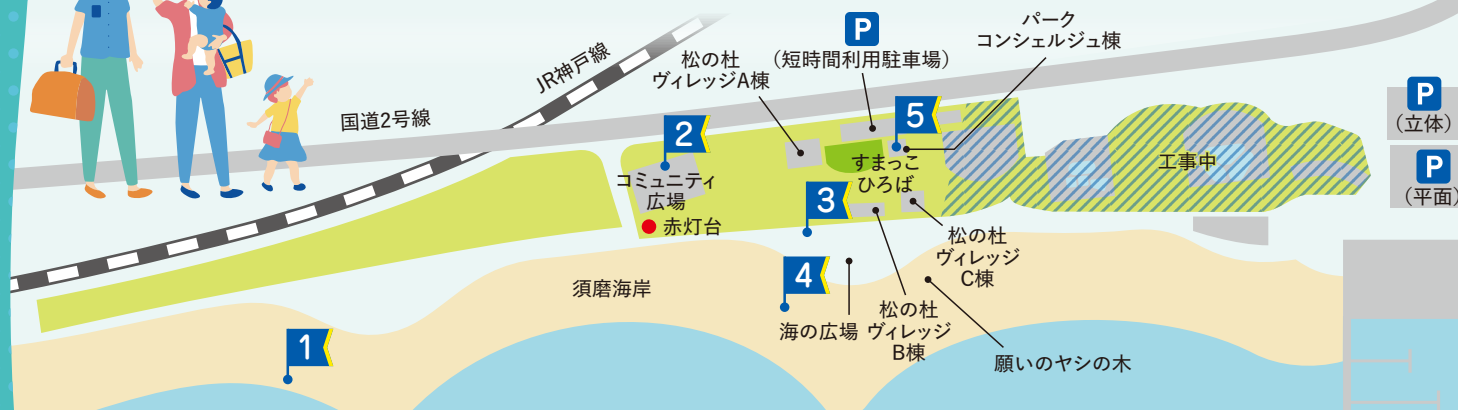 パーク
コンシェルジュ棟
P
(短時間利用駐車場)
松の杜
ヴィレッジA棟
JR神戸線
国道2号線
P
(立体)
P
(平面)
2
5
コミュニティ
広場
すまっこ
ひろば
工事中
赤灯台
3
松の杜
ヴィレッジ
C棟
須磨海岸
4
海の広場
松の杜
ヴィレッジ
B棟
願いのヤシの木
1